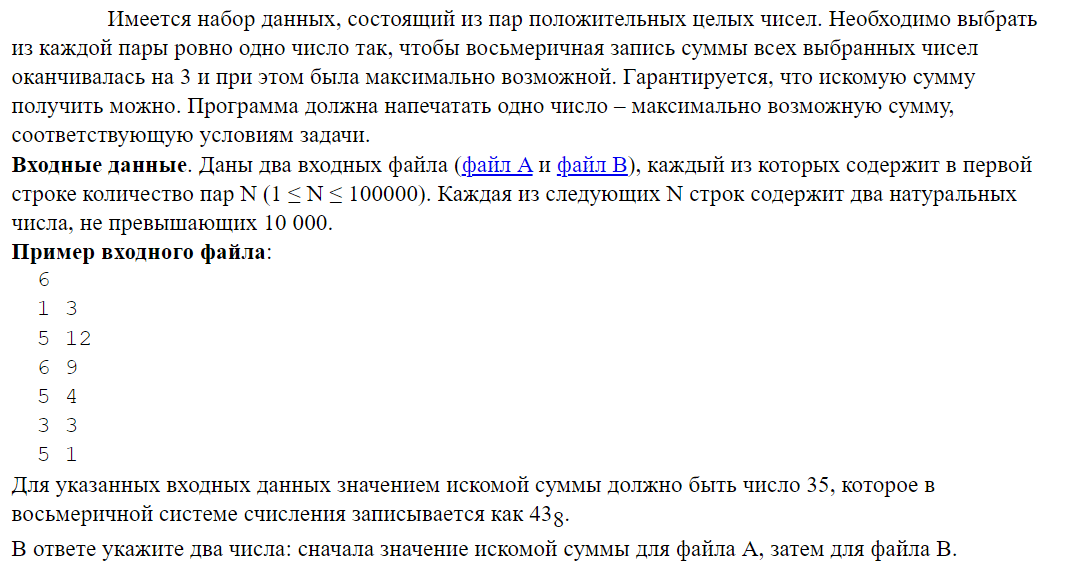 Имеется набор данных, состоящий из пар положительных целых чисел. Необходимо выбрать
из каждой пары ровно одно число так, чтобы восьмеричная запись суммы всех выбранных чисел
оканчивалась на 3 и при этом была максимально возможной. Гарантируется, что искомую сумму
получить можно. Программа должна напечатать одно число – максимально возможную сумму,
соответствующую условиям задачи.
Входные данные. Даны два входных файла (файл A и файл B), каждый из которых содержит в первой
строке количество пар N (1 ≤ N ≤ 100000). Каждая из следующих N строк содержит два натуральных
числа, не превышающих 10 000.
Пример входного файла:
6
1 3
5 12
6 9
5 4
3 3
5 1
Для указанных входных данных значением искомой суммы должно быть число 35, которое в
восьмеричной системе счисления записывается как 43₈.
В ответе укажите два числа: сначала значение искомой суммы для файла A, затем для файла B.